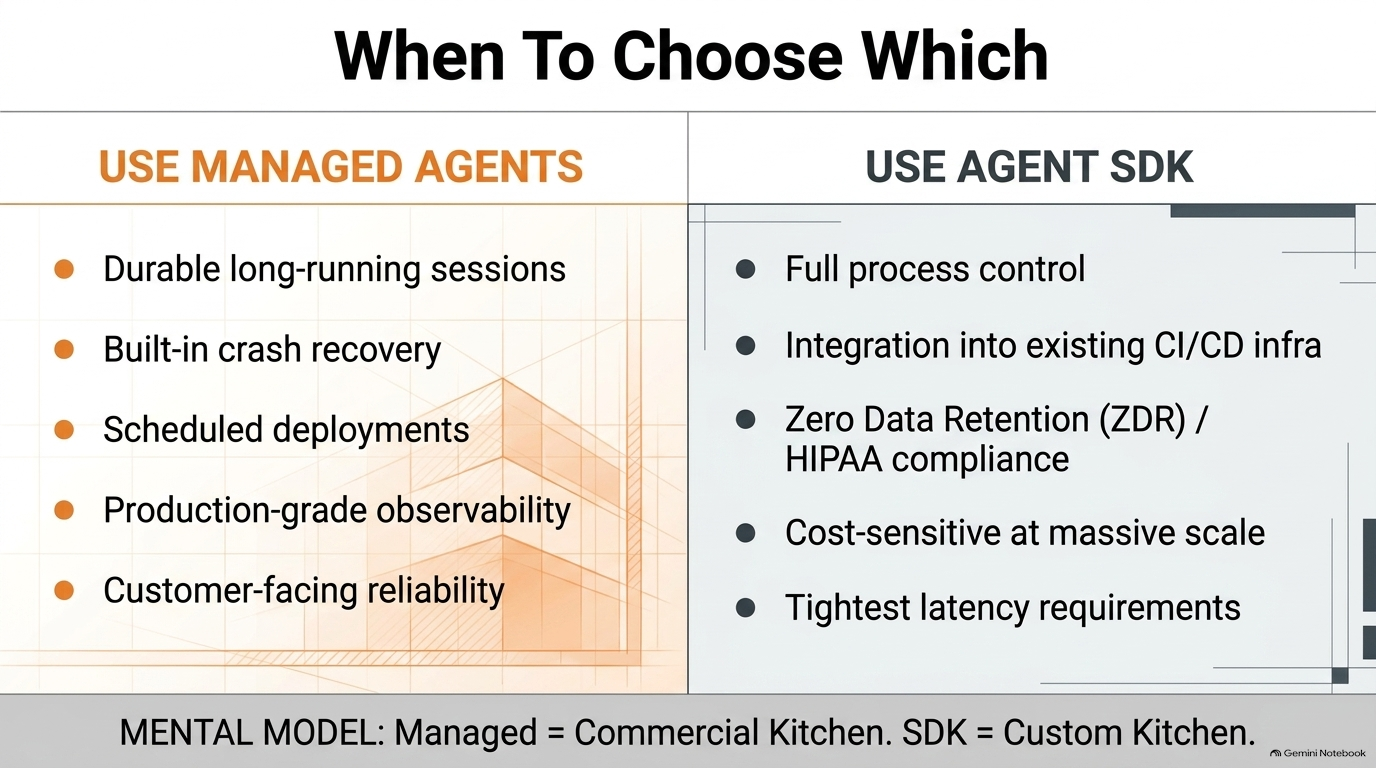 When To Choose Which
USE MANAGED AGENTS
Durable long-running sessions
Built-in crash recovery
Scheduled deployments
Production-grade observability
Customer-facing reliability
USE AGENT SDK
Full process control
Integration into existing CI/CD infra
Zero Data Retention (ZDR) /
HIPAA compliance
Cost-sensitive at massive scale
Tightest latency requirements
MENTAL MODEL: Managed = Commercial Kitchen. SDK = Custom Kitchen.
Gemini Notebook